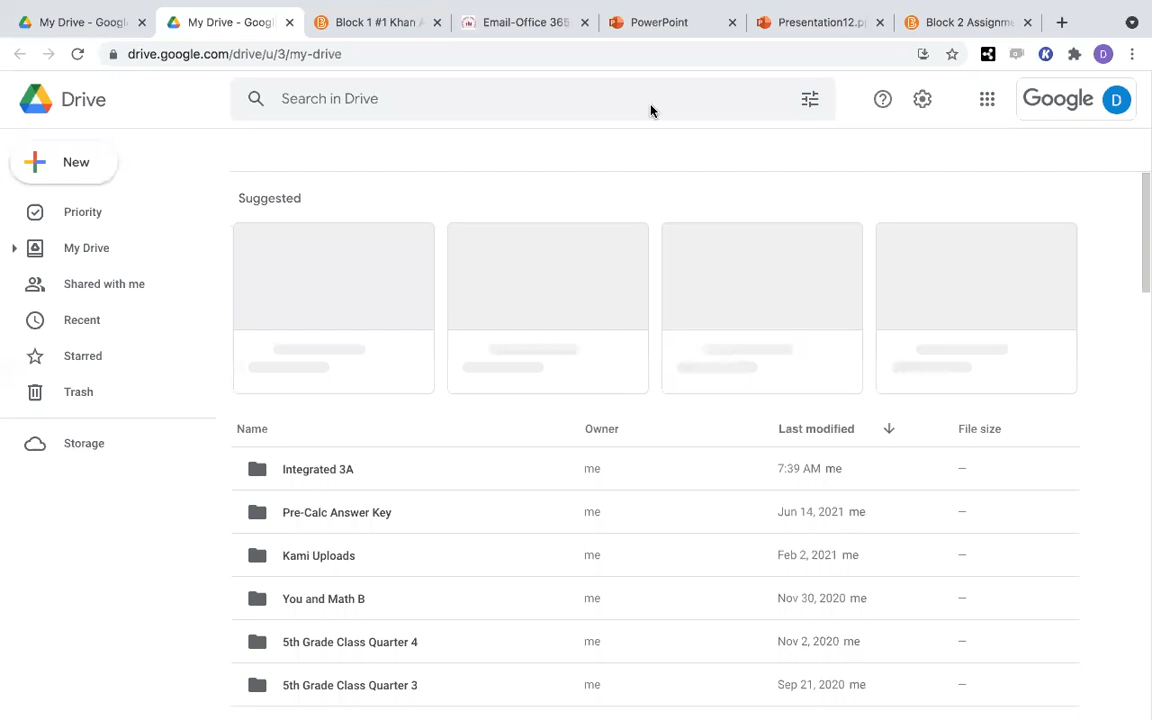 My Drive - Google
My Drive - Googl
Block 1 #1 Khan A
Email-Office 365
PowerPoint
Presentation12.pp
Block 2 Assignme
drive.google.com/drive/u/3/my-drive
D
Drive
Search in Drive
Google
D
New
Priority
My Drive
Shared with me
Recent
Starred
Trash
Storage
Suggested
Name Owner Last modified File size
Integrated 3A me 7:39 AM me –
Pre-Calc Answer Key me Jun 14, 2021 me –
Kami Uploads me Feb 2, 2021 me –
You and Math B me Nov 30, 2020 me –
5th Grade Class Quarter 4 me Nov 2, 2020 me –
5th Grade Class Quarter 3 me Sep 21, 2020 me –